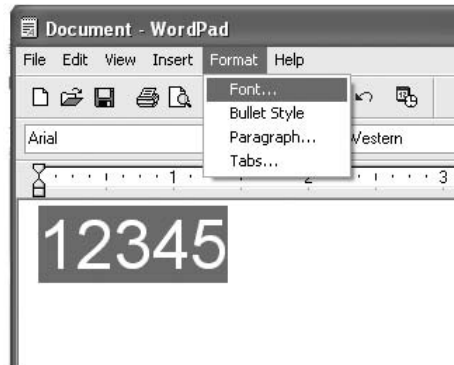 Document - WordPad
File Edit View Insert Format Help
Font...
Bullet Style
Arial
Paragraph...
Western
Tabs...
1 2 3
12345